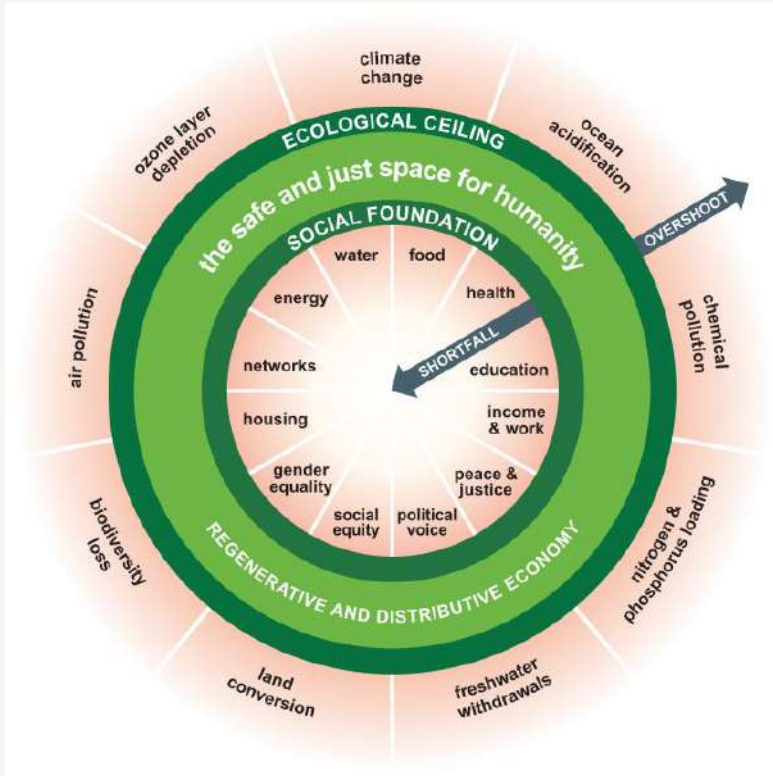 climate
change
ocean
acidification
chemical
pollution
nitrogen &
phosphorus loading
freshwater
withdrawals
land
conversion
biodiversity
loss
air pollution
ozone layer
depletion
ECOLOGICAL CEILING
OVERSHOOT
the safe and just space for humanity
SOCIAL FOUNDATION
SHORTFALL
water
food
health
education
income
& work
peace &
justice
political
voice
social
equity
gender
equality
housing
networks
energy
REGENERATIVE AND DISTRIBUTIVE ECONOMY